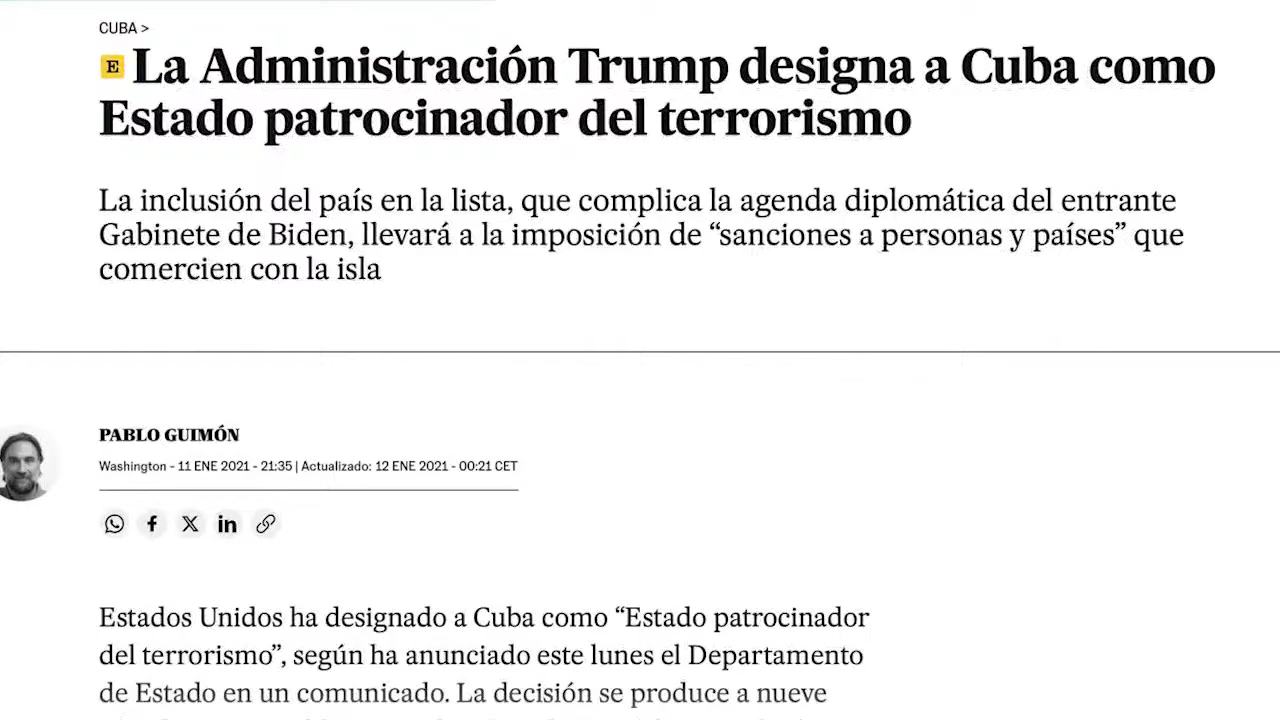 CUBA >
E La Administración Trump designa a Cuba como
Estado patrocinador del terrorismo
La inclusión del país en la lista, que complica la agenda diplomática del entrante
Gabinete de Biden, llevará a la imposición de “sanciones a personas y países” que
comercien con la isla
PABLO GUIMÓN
Washington - 11 ENE 2021 - 21:35 | Actualizado: 12 ENE 2021 - 00:21 CET
Estados Unidos ha designado a Cuba como “Estado patrocinador
del terrorismo”, según ha anunciado este lunes el Departamento
de Estado en un comunicado. La decisión se produce a nueve